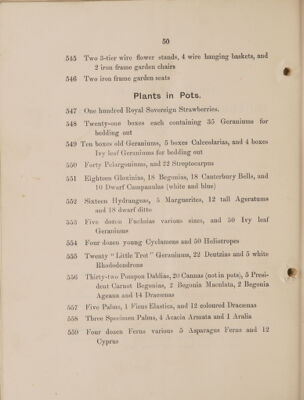 50
545 Two 3-tier wire flower stands, 4 wire hanging baskets, and
2 iron frame garden chairs
546 Two iron frame garden seats
Plants in Pots.
547 One hundred Royal Sovereign Strawberries.
548 Twenty-one boxes each containing 35 Geraniums for
bedding out
549 Ten boxes old Geraniums, 5 boxes Calceolarias, and 4 boxes
Ivy leaf Geraniums for bedding out
550 Forty Pelargoniums, and 22 Streptocarpus
551 Eighteen Gloxinias, 18 Begonias, 18 Canterbury Bells, and
10 Dwarf Campanulas (white and blue)
552 Sixteen Hydrangeas, 5 Marguerites, 12 tall Ageratums
and 18 dwarf ditto
553 Five dozen Fuchsias various sizes, and 50 Ivy leaf
Geraniums
554 Four dozen young Cyclamens and 50 Heliotropes
555 Twenty "Little Trot" Geraniums, 22 Deutzias and 5 white
Rhododendrons
556 Thirty-two Pompon Dahlias, 20 Cannas (not in pots), 5 Presi-
dent Carnot Begonias, 2 Begonia Maculata, 2 Begonia
Ageana and 14 Dracænas
557 Five Palms, 1 Ficus Elastica, and 12 coloured Dracænas
558 Three Specimen Palms, 4 Acacia Armata and 1 Aralia
559 Four dozen Ferns various 5 Asparagus Ferns and 12
Cyprus